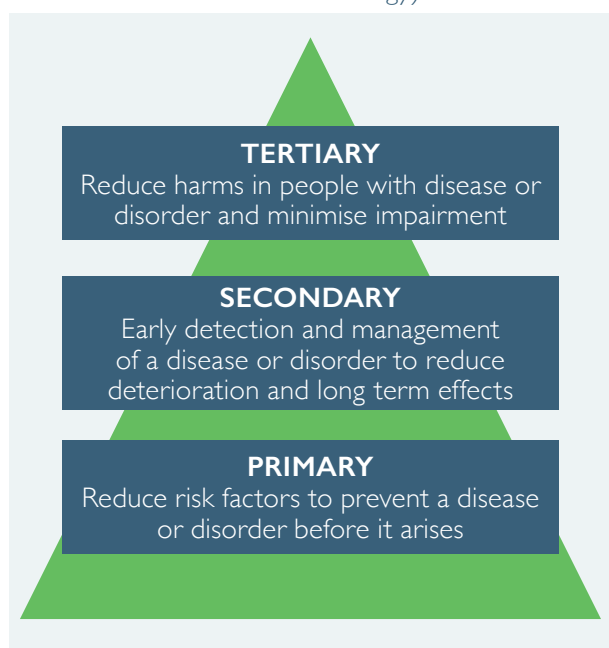 TERTIARY
Reduce harms in people with disease or
disorder and minimise impairment
SECONDARY
Early detection and management
of a disease or disorder to reduce
deterioration and long term effects
PRIMARY
Reduce risk factors to prevent a disease
or disorder before it arises